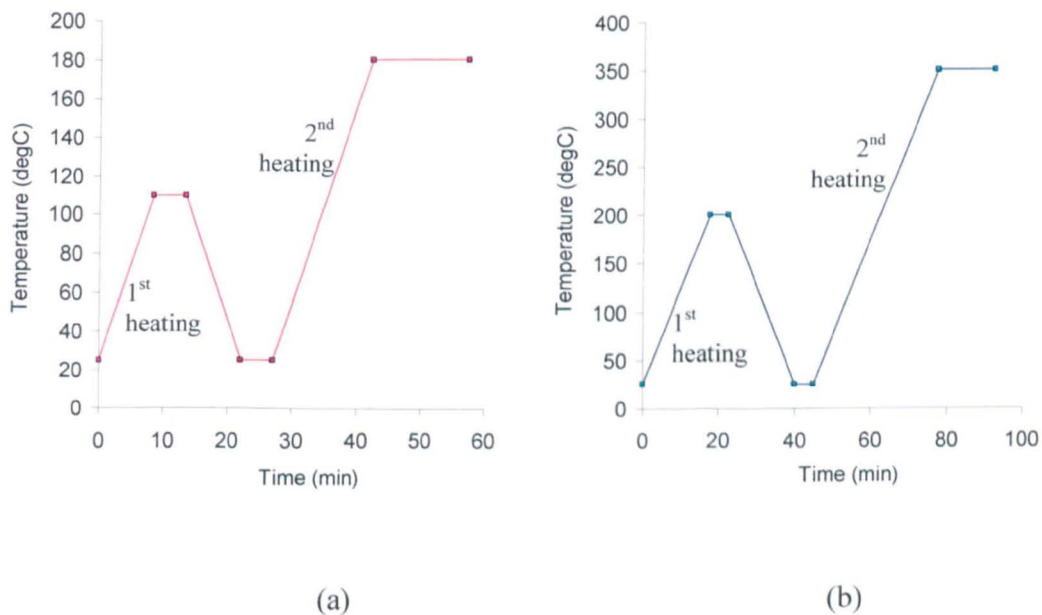 200
180
160
140
120
100
80
60
40
20
0
Temperature (degC)
1st
heating
2nd
heating
0 10 20 30 40 50 60
Time (min)
(a)
400
350
300
250
200
150
100
50
0
Temperature (degC)
1st
heating
2nd
heating
0 20 40 60 80 100
Time (min)
(b)